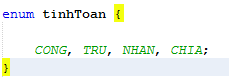 enum tinhToan {
CONG, TRU, NHAN, CHIA;
}